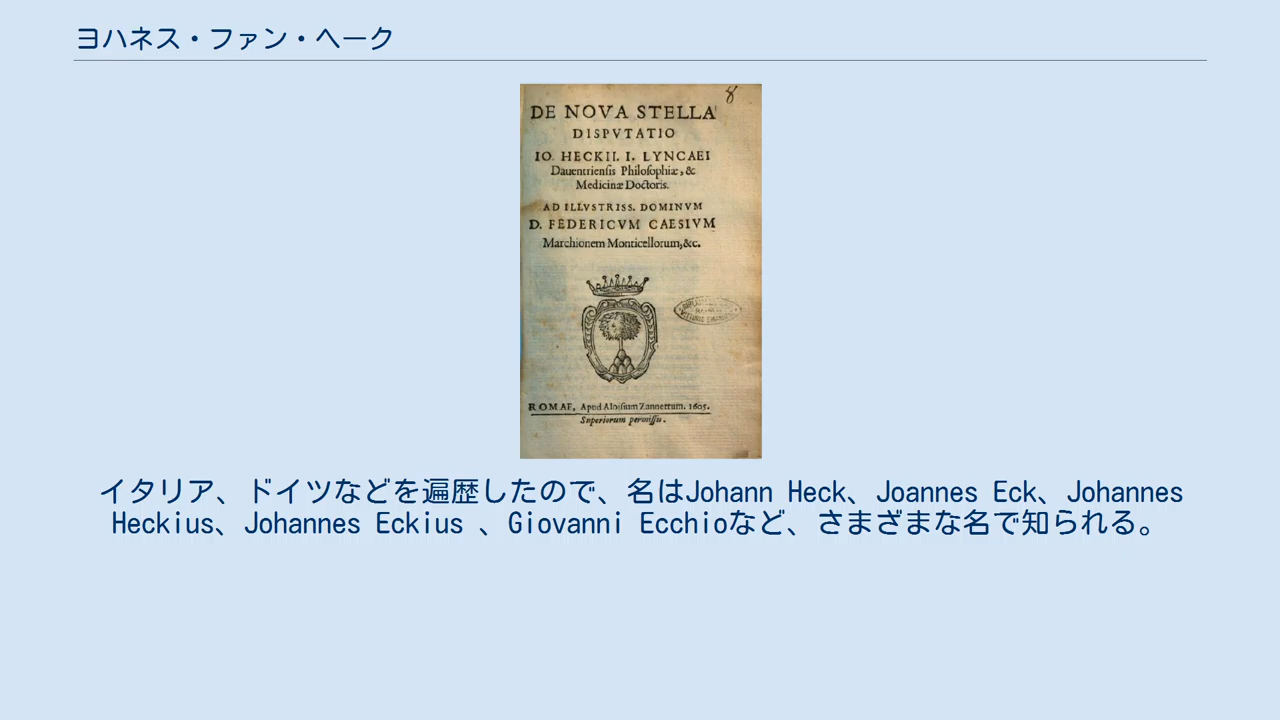 ヨハネス・ファン・ヘーク
8
DE NOVA STELLA
DISPVTATIO
IO. HECKII. I. LYNCAEI
Dauentriensis Philosophiæ, &
Medicinæ Doctoris.
AD ILLVSTRISS. DOMINVM
D. FEDERICVM CAESIVM
Marchionem Monticellorum, &c.
ROMAE, Apud Aloisium Zannettum. 1605.
Superiorum permissu.
イタリア、ドイツなどを遍歴したので、名はJohann Heck、Joannes Eck、Johannes
Heckius、Johannes Eckius 、Giovanni Ecchioなど、さまざまな名で知られる。